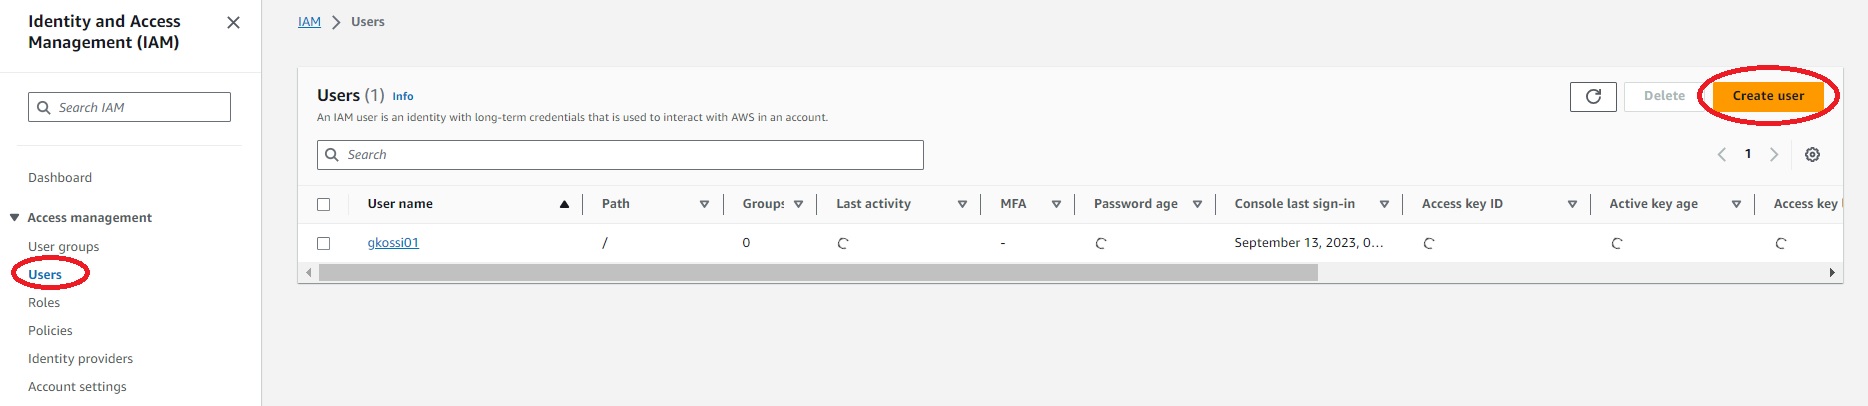 Identity and Access
Management (IAM)
Search IAM
Dashboard
Access management
User groups
Users
Roles
Policies
Identity providers
Account settings
IAM Users
Users (1) Info
An IAM user is an identity with long-term credentials that is used to interact with AWS in an account.
Delete
Create user
Search
1
User name Path Groups Last activity MFA Password age Console last sign-in Access key ID Active key age Access key
gkossi01 / 0 - September 13, 2023, 0...